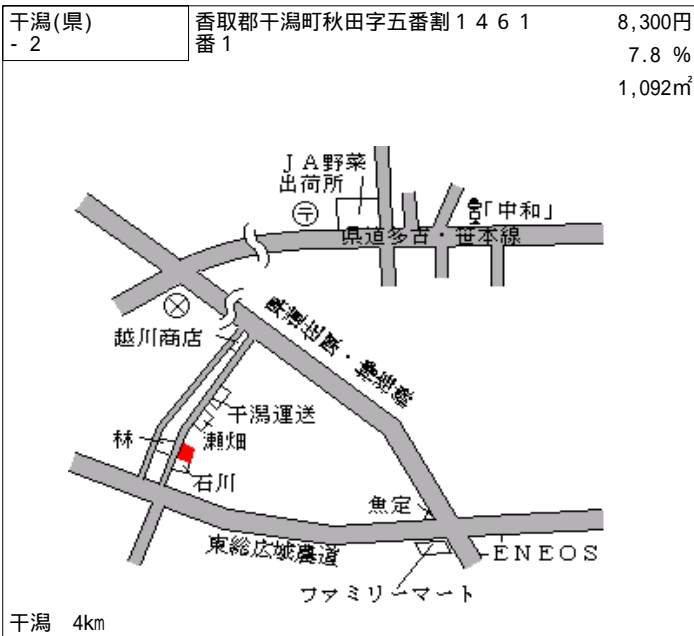 干潟(県)
- 2
香取郡干潟町秋田字五番割1461
番1
8,300円
7.8 %
1,092㎡
JA野菜
出荷所
〒
「中和」
県道多古・笹本線
越川商店
干潟運送
瀬畑
林
石川
魚定
東総広域農道
ENEOS
ファミリーマート
干潟 4km